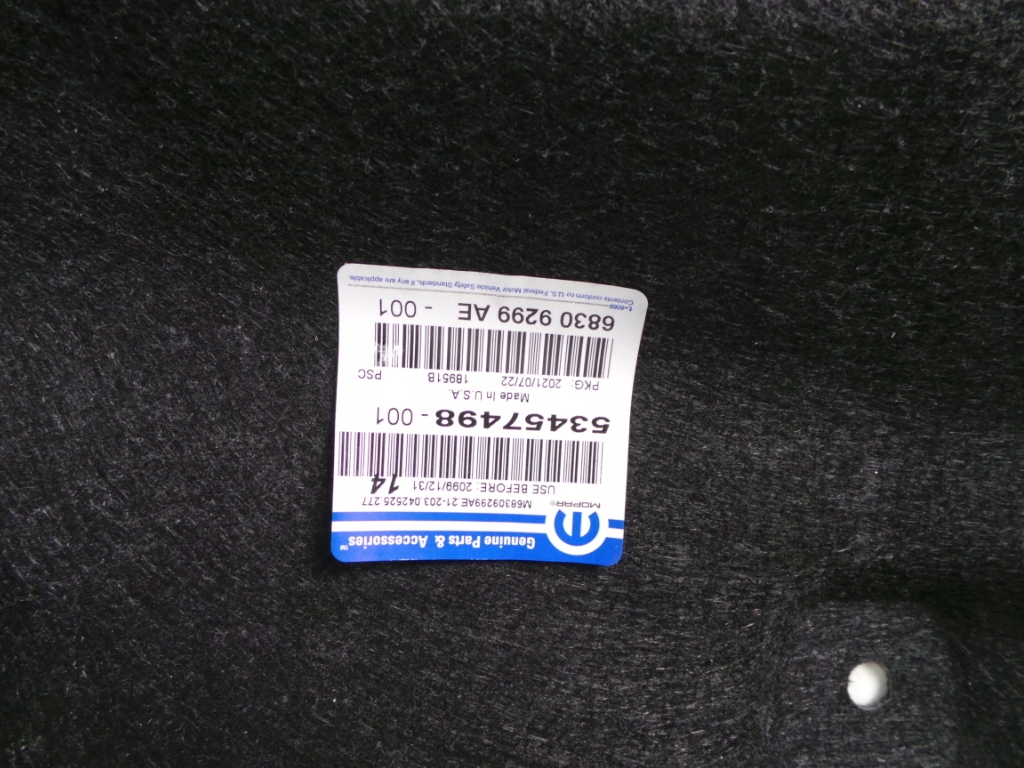 Genuine Parts & Accessories™
MOPAR®
M68309299AE.21-203.042525.277
USE BEFORE: 2099/12/31 14
53457498 - 001
Made in U.S.A.
PKG: 2021/07/22 18951B PSC
6830 9299 AE - 001
Contents conform to U.S. Federal Motor Vehicle Safety Standards, if any are applicable.